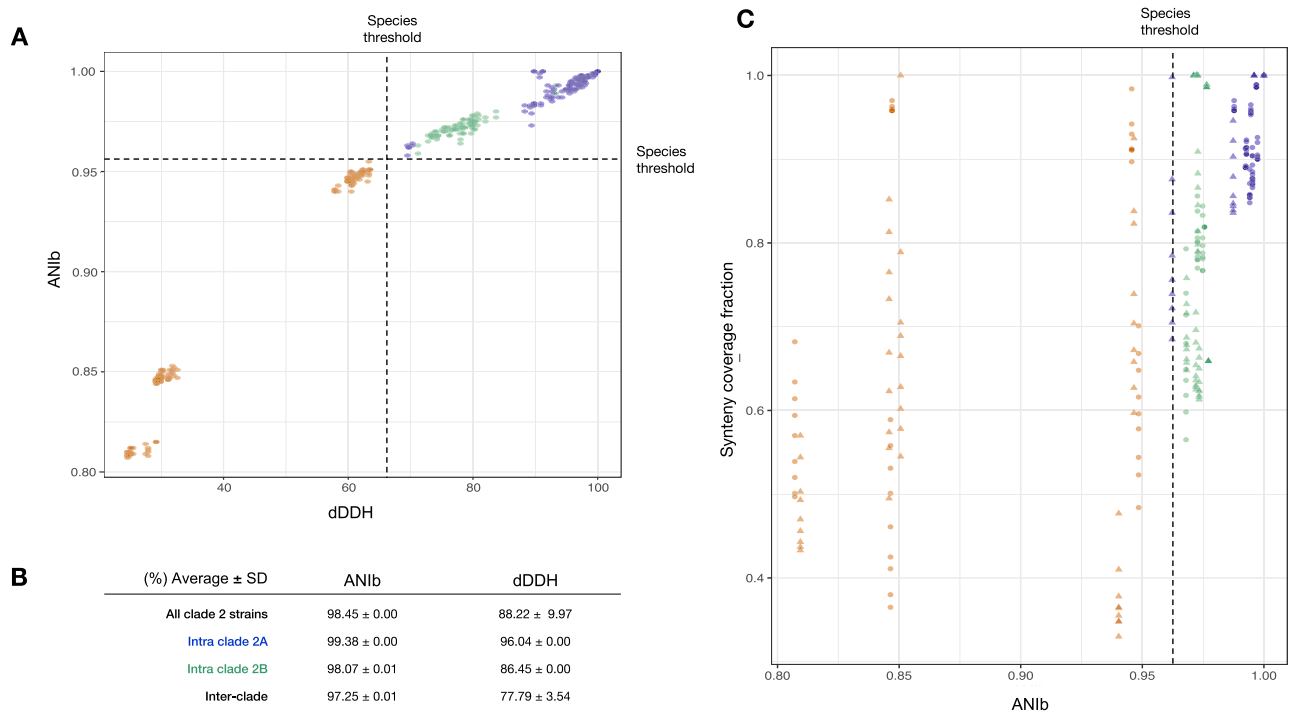 A
Species
threshold
1.00
0.95
0.90
0.85
0.80
ANIb
40
60
80
100
dDDH
Species
threshold
B
(%) Average ± SD ANIb dDDH
All clade 2 strains 98.45 ± 0.00 88.22 ± 9.97
Intra clade 2A 99.38 ± 0.00 96.04 ± 0.00
Intra clade 2B 98.07 ± 0.01 86.45 ± 0.00
Inter-clade 97.25 ± 0.01 77.79 ± 3.54
C
Species
threshold
1.0
0.8
0.6
0.4
Synteny coverage fraction
0.80
0.85
0.90
0.95
1.00
ANIb